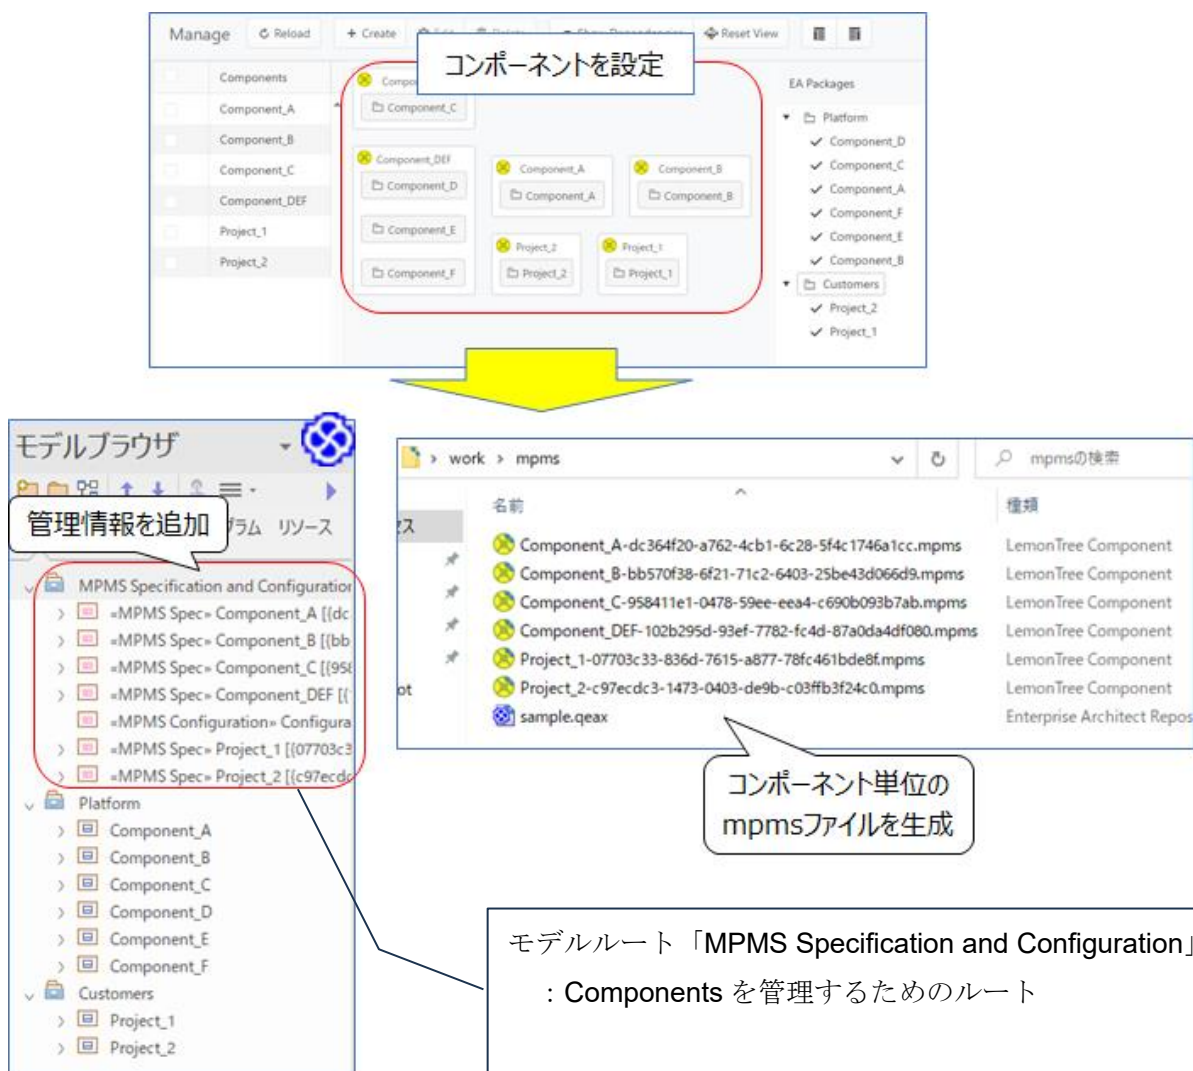 Manage Reload + Create Reset View
コンポーネントを設定
Components
Component_A
Component_B
Component_C
Component_DEF
Project_1
Project_2
Component_C
Component_DEF
Component_D
Component_E
Component_F
Component_A
Component_A
Component_B
Component_B
Project_2
Project_2
Project_1
Project_1
EA Packages
Platform
Component_D
Component_C
Component_A
Component_F
Component_E
Component_B
Customers
Project_2
Project_1
モデルブラウザ
管理情報を追加
リソース
MPMS Specification and Configuration
«MPMS Spec» Component_A [{dc
«MPMS Spec» Component_B [{bb
«MPMS Spec» Component_C [{958
«MPMS Spec» Component_DEF [{
«MPMS Configuration» Configura
«MPMS Spec» Project_1 [{07703c3
«MPMS Spec» Project_2 [{c97ecdc
Platform
Component_A
Component_B
Component_C
Component_D
Component_E
Component_F
Customers
Project_1
Project_2
› work › mpms
mpmsの検索
名前 種類
Component_A-dc364f20-a762-4cb1-6c28-5f4c1746a1cc.mpms LemonTree Component
Component_B-bb570f38-6f21-71c2-6403-25be43d066d9.mpms LemonTree Component
Component_C-958411e1-0478-59ee-eea4-c690b093b7ab.mpms LemonTree Component
Component_DEF-102b295d-93ef-7782-fc4d-87a0da4df080.mpms LemonTree Component
Project_1-07703c33-836d-7615-a877-78fc461bde8f.mpms LemonTree Component
Project_2-c97ecdc3-1473-0403-de9b-c03ffb3f24c0.mpms LemonTree Component
sample.qeax Enterprise Architect Repos
コンポーネント単位の
mpmsファイルを生成
モデルルート「MPMS Specification and Configuration」
：Components を管理するためのルート